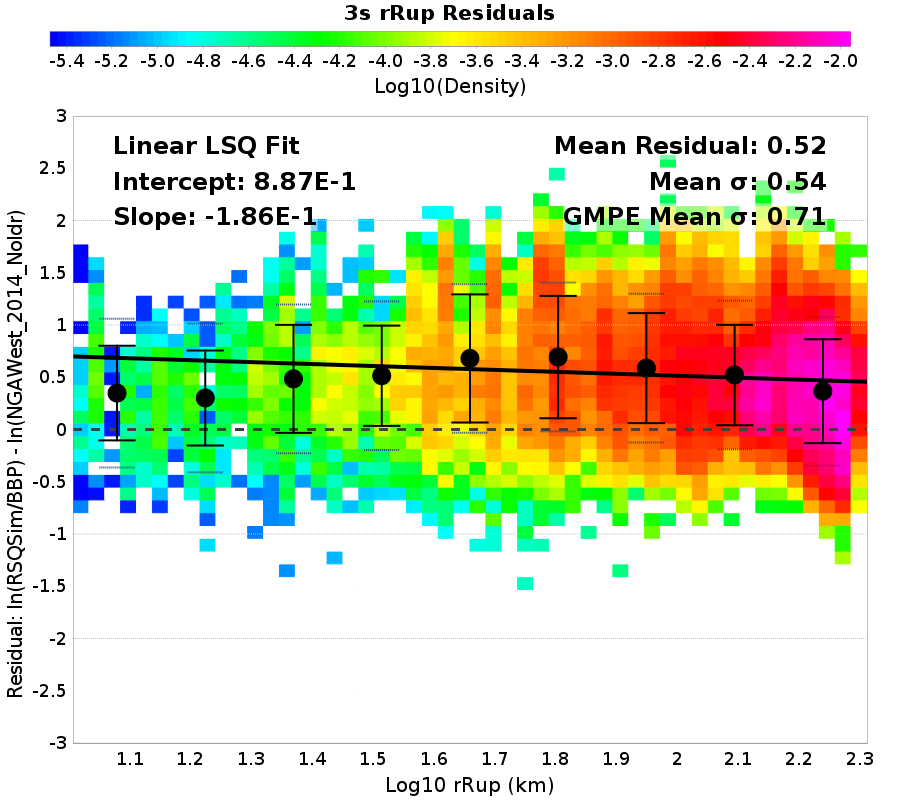 3s rRup Residuals
-5.4 -5.2 -5.0 -4.8 -4.6 -4.4 -4.2 -4.0 -3.8 -3.6 -3.4 -3.2 -3.0 -2.8 -2.6 -2.4 -2.2 -2.0
Log10(Density)
Linear LSQ Fit
Intercept: 8.87E-1
Slope: -1.86E-1
Mean Residual: 0.52
Mean σ: 0.54
GMPE Mean σ: 0.71
Residual: ln(RSQSim/BBP) - ln(NGAWest_2014_NoIdr)
3
2.5
2
1.5
1
0.5
0
-0.5
-1
-1.5
-2
-2.5
-3
1.1 1.2 1.3 1.4 1.5 1.6 1.7 1.8 1.9 2 2.1 2.2 2.3
Log10 rRup (km)